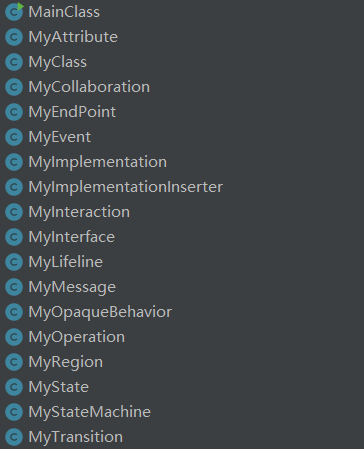 MainClass
MyAttribute
MyClass
MyCollaboration
MyEndPoint
MyEvent
MyImplementation
MyImplementationInserter
MyInteraction
MyInterface
MyLifeline
MyMessage
MyOpaqueBehavior
MyOperation
MyRegion
MyState
MyStateMachine
MyTransition